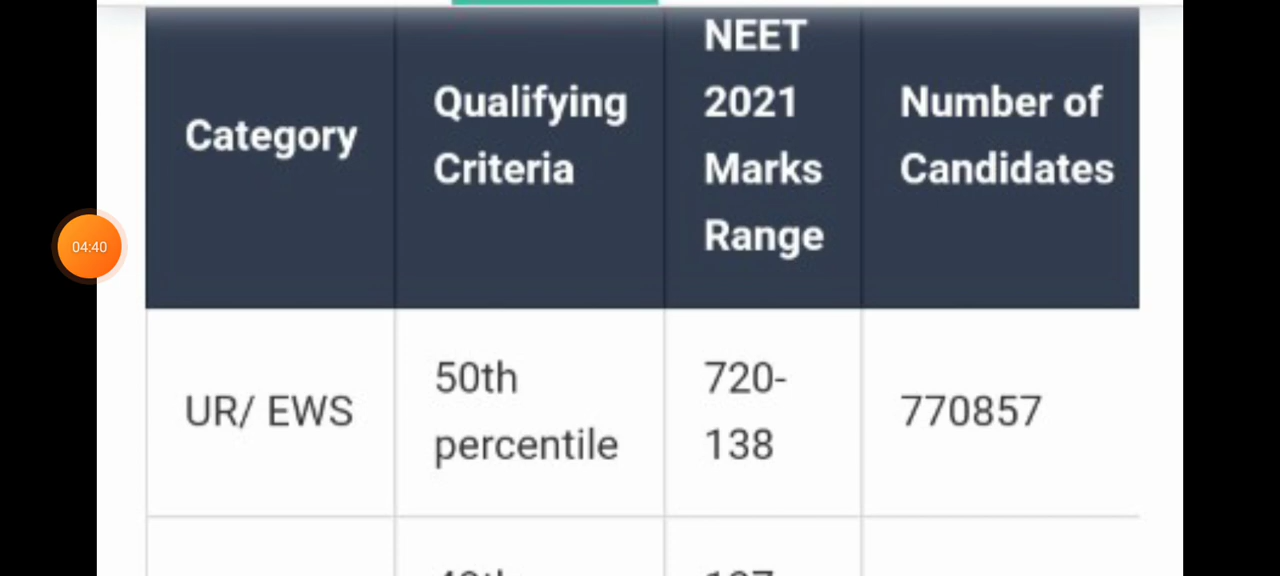 Category
Qualifying
Criteria
NEET
2021
Marks
Range
Number of
Candidates
04:40
UR/ EWS
50th
percentile
720-
138
770857